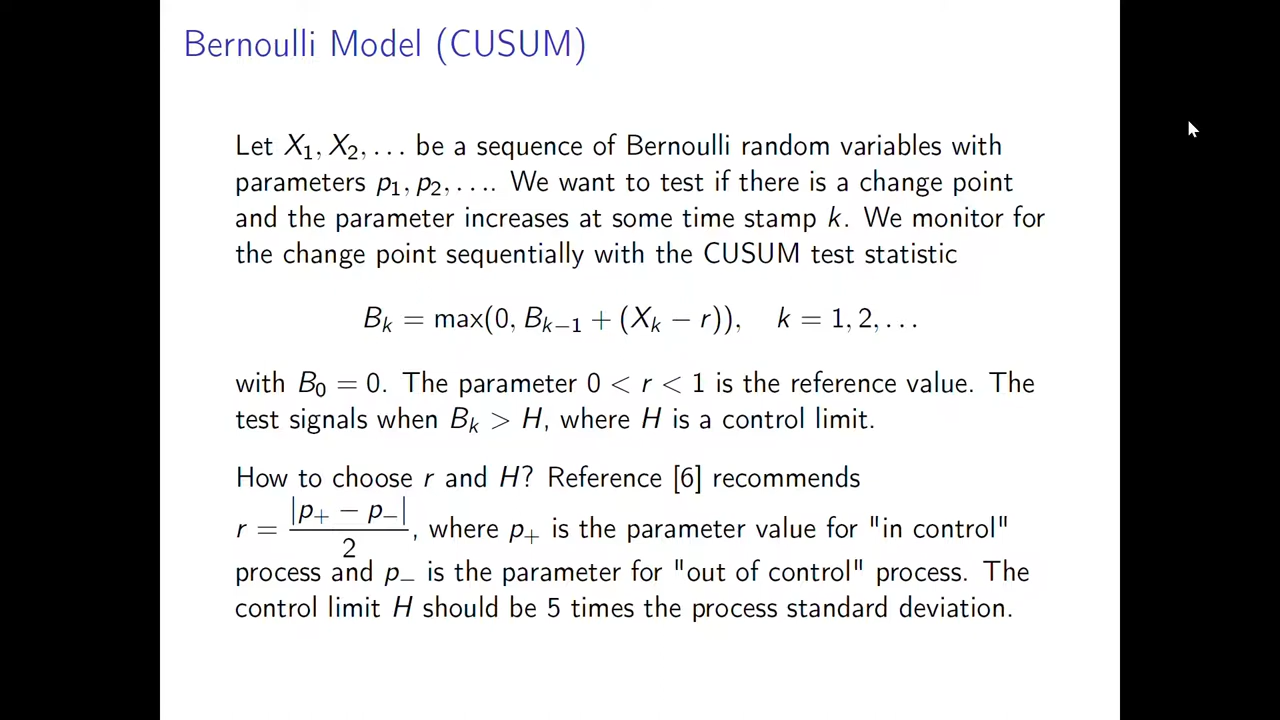 Bernoulli Model (CUSUM)
Let X₁, X₂, . . . be a sequence of Bernoulli random variables with
parameters p₁, p₂, . . .. We want to test if there is a change point
and the parameter increases at some time stamp k. We monitor for
the change point sequentially with the CUSUM test statistic
Bₖ = max(0, Bₖ₋₁ + (Xₖ − r)), k = 1, 2, . . .
with B₀ = 0. The parameter 0 < r < 1 is the reference value. The
test signals when Bₖ > H, where H is a control limit.
How to choose r and H? Reference [6] recommends
r = |p₊ − p₋| / 2, where p₊ is the parameter value for "in control"
process and p₋ is the parameter for "out of control" process. The
control limit H should be 5 times the process standard deviation.